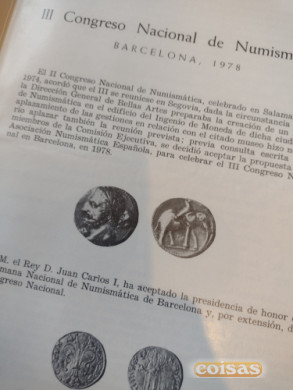 III Congreso Nacional de Numism
BARCELONA, 1978
El II Congreso Nacional de Numismática, celebrado en Salama
1974, acordó que el III se reuniese en Segovia, dada la circunstancia
la Dirección General de Bellas Artes preparaba la creación de un
de Numismática en el edificio del Ingenio de Moneda de dicha ciud
aplazamiento de las gestiones en relación con el citado museo hizo n
rio aplazar también la reunión prevista; previa consulta escrita
miembros de la Comisión Ejecutiva, se decidió aceptar la propuesta
Asociación Numismática Española, para celebrar el III Congreso N
nal en Barcelona, en 1978.
M. el Rey D. Juan Carlos I, ha aceptado la presidencia de honor
mana Nacional de Numismática de Barcelona y, por extensión, d
greso Nacional.
coisas